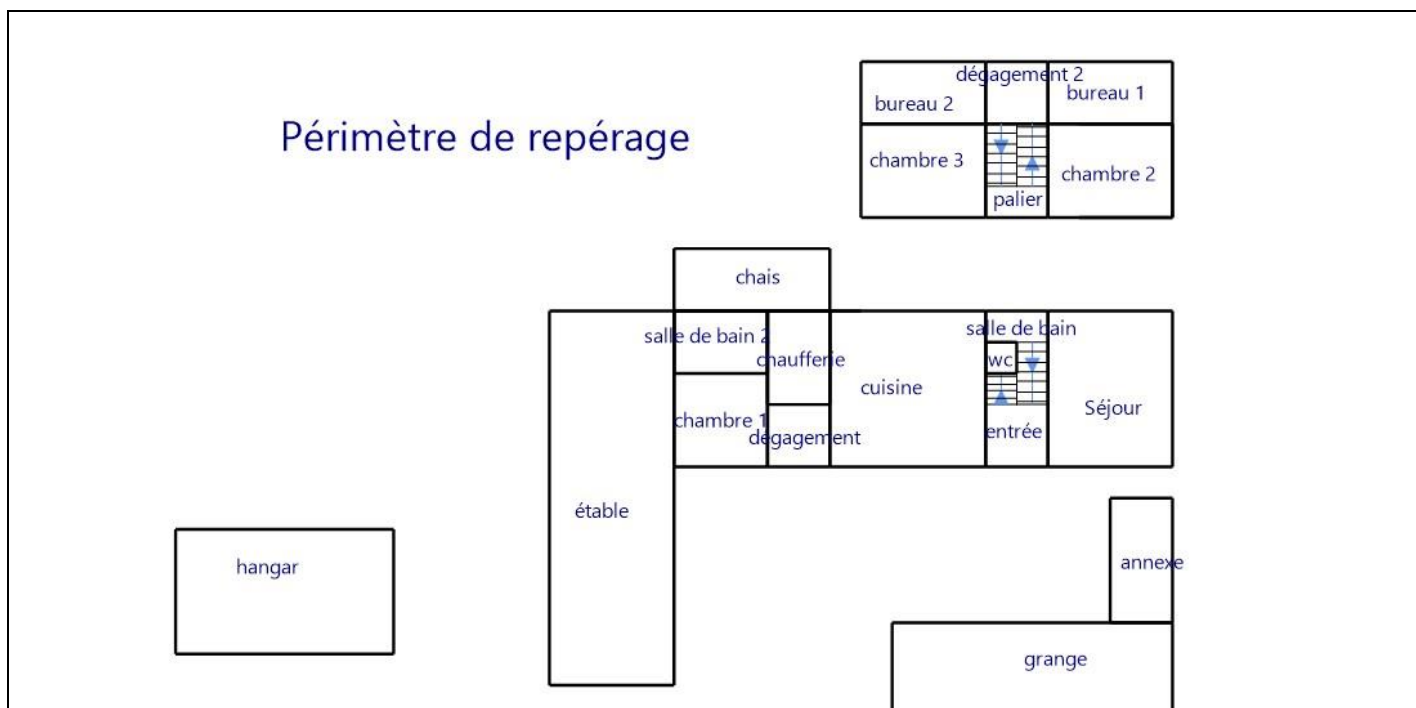 dégagement 2
bureau 2
bureau 1
Périmètre de repérage
chambre 3
chambre 2
palier
chais
salle de bain 2
salle de bain
chaufferie
wc
cuisine
Séjour
chambre 1
dégagement
entrée
étable
hangar
annexe
grange